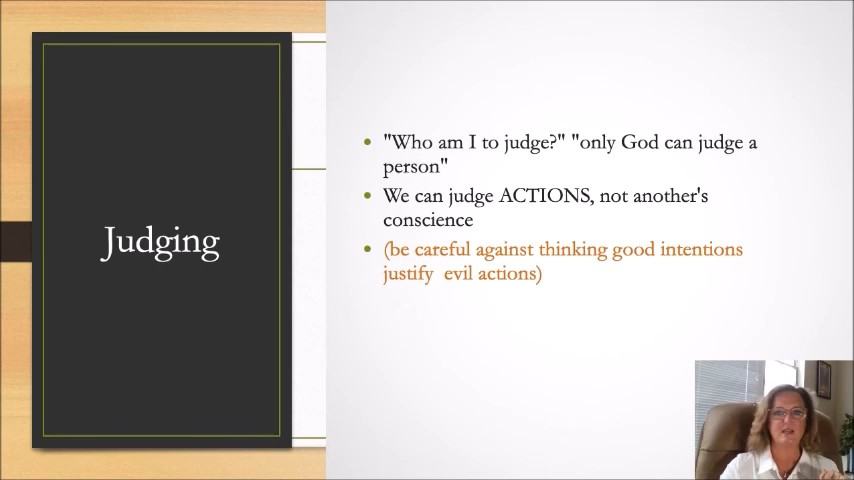 Judging
"Who am I to judge?" "only God can judge a
person"
We can judge ACTIONS, not another's
conscience
(be careful against thinking good intentions
justify  evil actions)